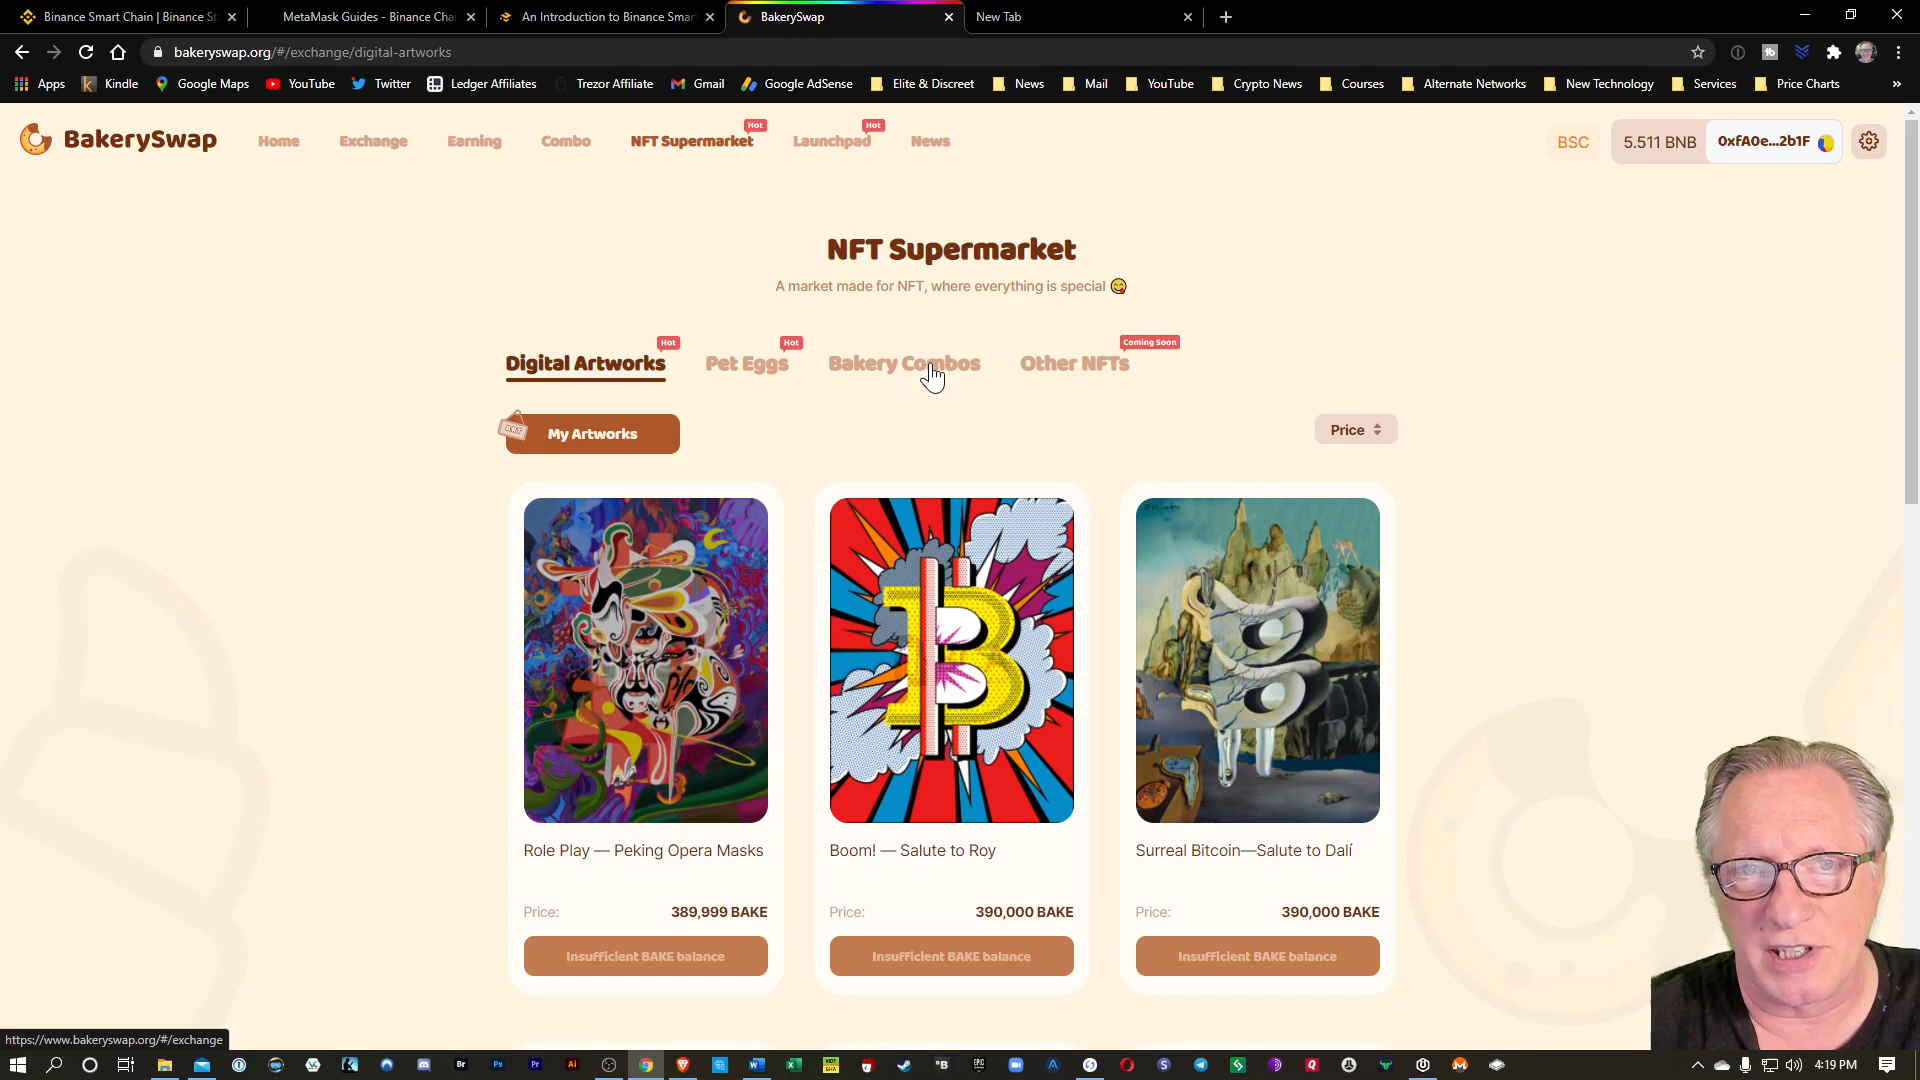 Binance Smart Chain | Binance St
MetaMask Guides - Binance Chai
An Introduction to Binance Smar
BakerySwap
New Tab
bakeryswap.org/#/exchange/digital-artworks
Apps
Kindle
Google Maps
YouTube
Twitter
Ledger Affiliates
Trezor Affiliate
Gmail
Google AdSense
Elite & Discreet
News
Mail
YouTube
Crypto News
Courses
Alternate Networks
New Technology
Services
Price Charts
BakerySwap
Home
Exchange
Earning
Combo
NFT Supermarket
Hot
Launchpad
Hot
News
BSC
5.511 BNB
0xfA0e...2b1F
NFT Supermarket
A market made for NFT, where everything is special
Digital Artworks
Hot
Pet Eggs
Hot
Bakery Combos
Other NFTs
Coming Soon
ART
My Artworks
Price
Role Play — Peking Opera Masks
Price:
389,999 BAKE
Insufficient BAKE balance
Boom! — Salute to Roy
Price:
390,000 BAKE
Insufficient BAKE balance
Surreal Bitcoin—Salute to Dalí
Price:
390,000 BAKE
Insufficient BAKE balance
https://www.bakeryswap.org/#/exchange
4:19 PM